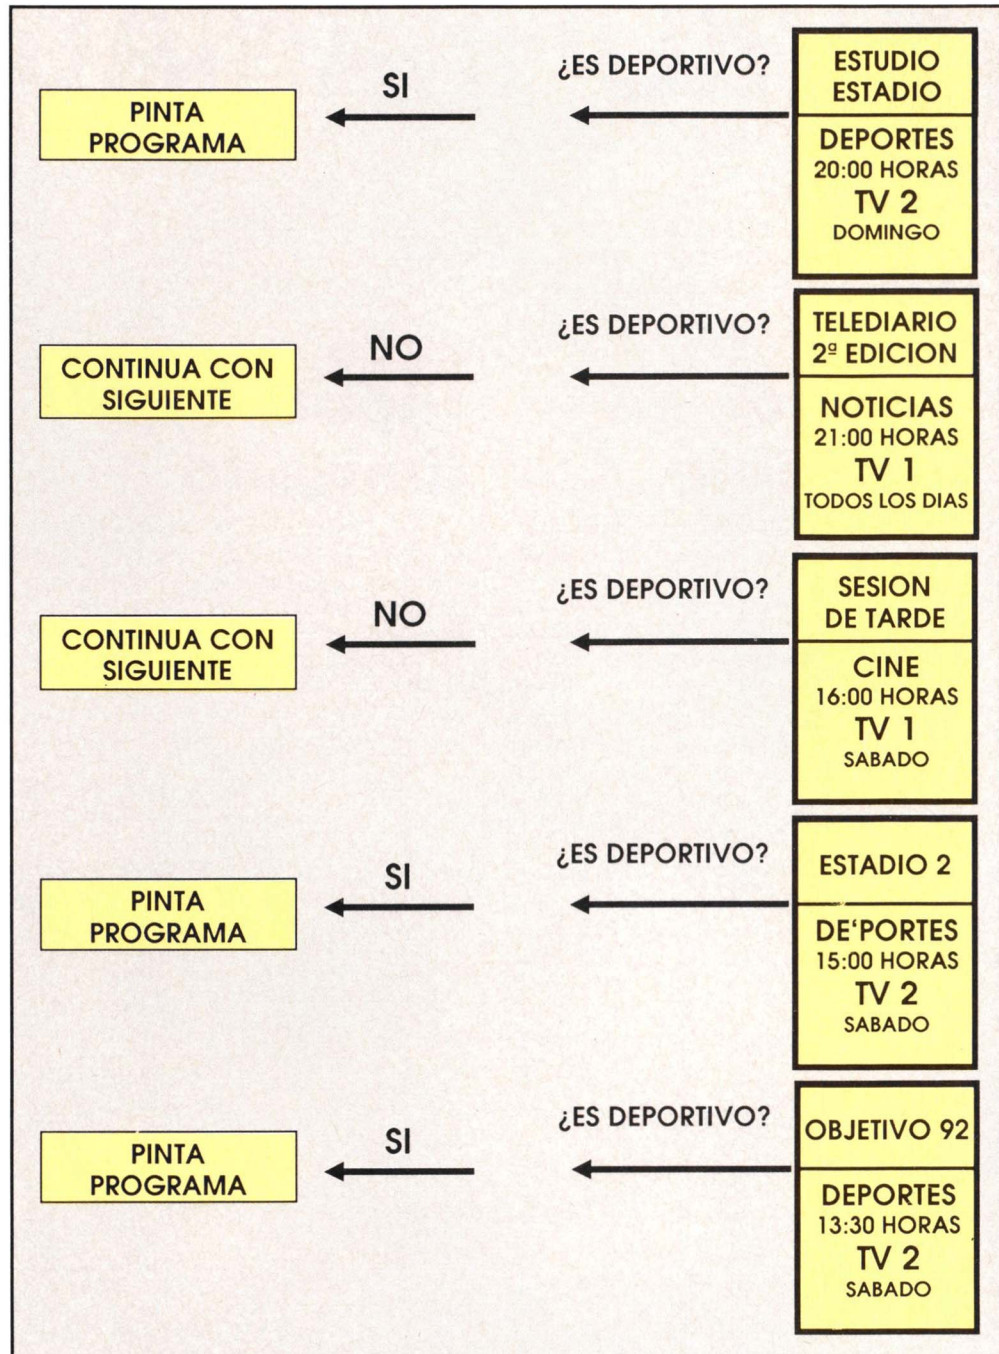 ¿ES DEPORTIVO?
SI
PINTA
PROGRAMA
ESTUDIO
ESTADIO
DEPORTES
20:00 HORAS
TV 2
DOMINGO
¿ES DEPORTIVO?
NO
CONTINUA CON
SIGUIENTE
TELEDIARIO
2ª EDICION
NOTICIAS
21:00 HORAS
TV 1
TODOS LOS DIAS
¿ES DEPORTIVO?
NO
CONTINUA CON
SIGUIENTE
SESION
DE TARDE
CINE
16:00 HORAS
TV 1
SABADO
¿ES DEPORTIVO?
SI
PINTA
PROGRAMA
ESTADIO 2
DE'PORTES
15:00 HORAS
TV 2
SABADO
¿ES DEPORTIVO?
SI
PINTA
PROGRAMA
OBJETIVO 92
DEPORTES
13:30 HORAS
TV 2
SABADO